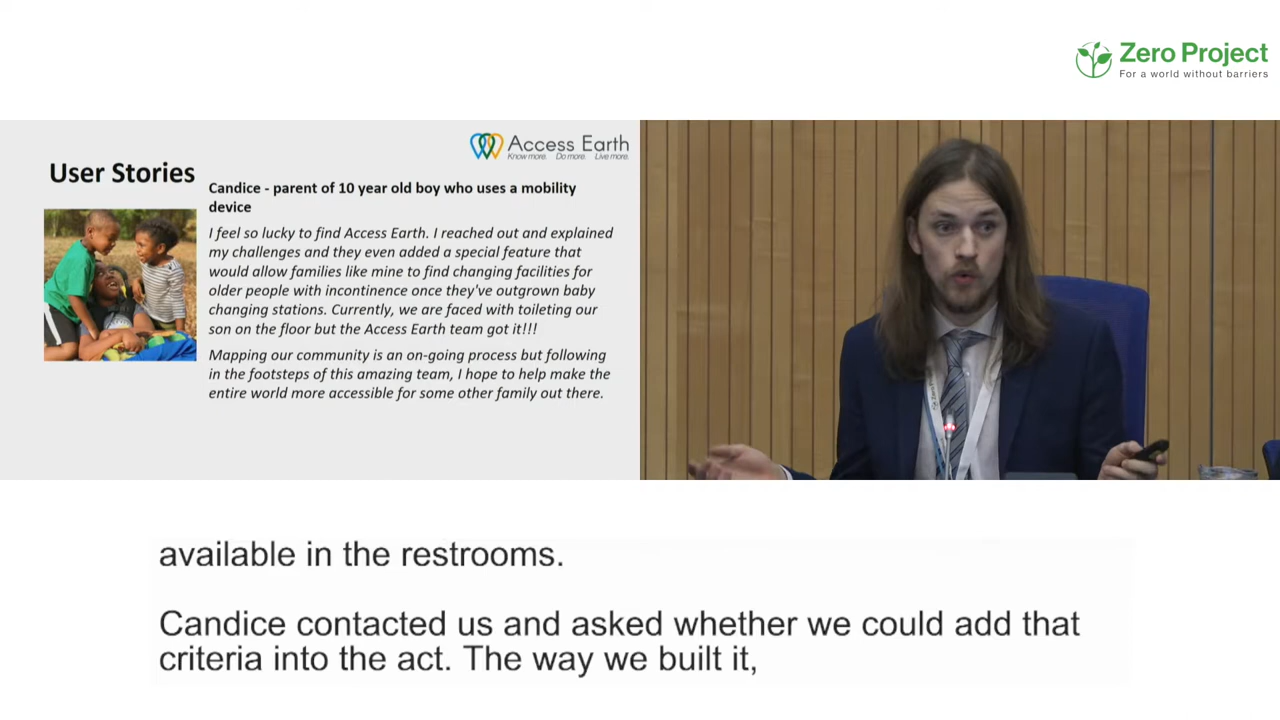 Zero Project
For a world without barriers
Access Earth
Know more. Do more. Live more.
User Stories
Candice - parent of 10 year old boy who uses a mobility
device
I feel so lucky to find Access Earth. I reached out and explained
my challenges and they even added a special feature that
would allow families like mine to find changing facilities for
older people with incontinence once they've outgrown baby
changing stations. Currently, we are faced with toileting our
son on the floor but the Access Earth team got it!!!
Mapping our community is an on-going process but following
in the footsteps of this amazing team, I hope to help make the
entire world more accessible for some other family out there.
available in the restrooms.
Candice contacted us and asked whether we could add that
criteria into the act. The way we built it,